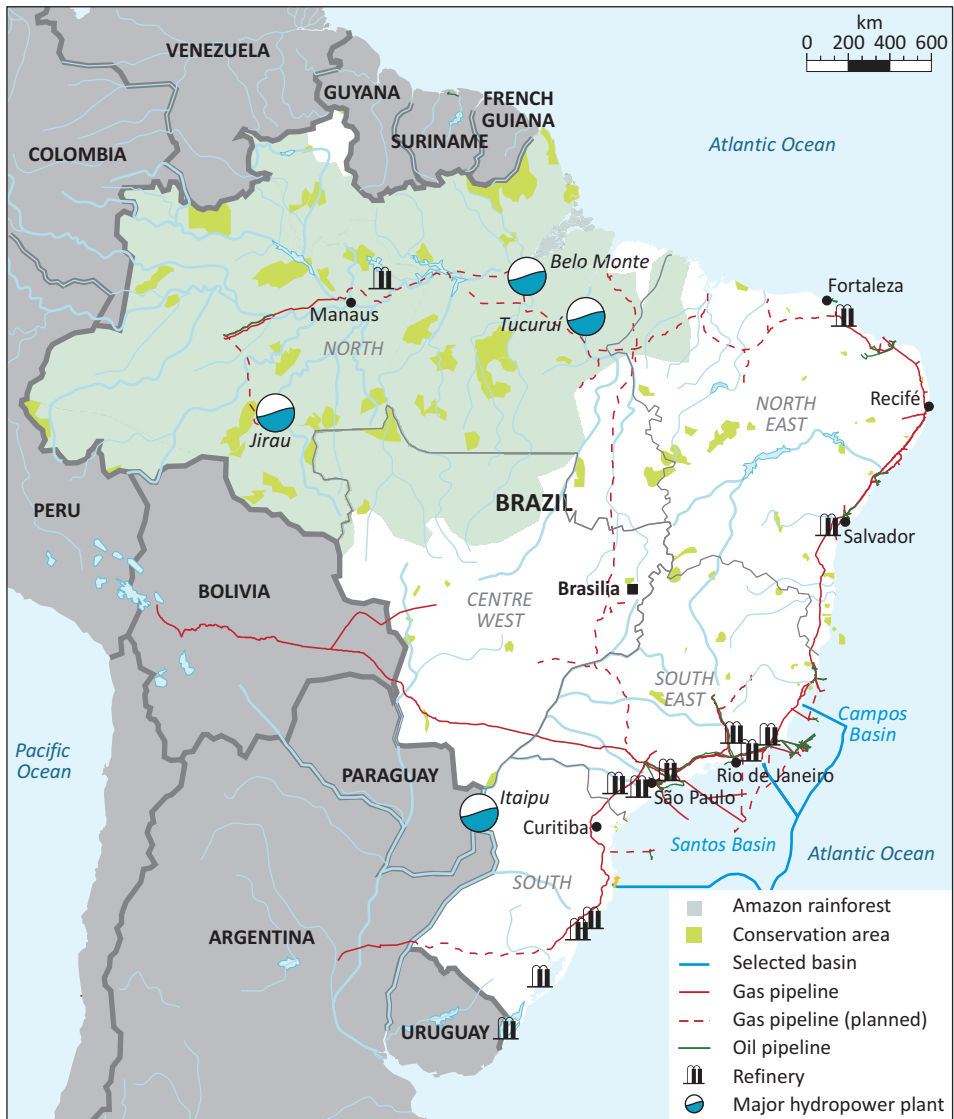 km
0 200 400 600
VENEZUELA
GUYANA
FRENCH
GUIANA
SURINAME
COLOMBIA
Atlantic Ocean
Belo Monte
Fortaleza
Manaus
Tucuruí
NORTH
Recifé
NORTH
EAST
Jirau
BRAZIL
PERU
Salvador
BOLIVIA
Brasilia
CENTRE
WEST
SOUTH
EAST
Campos
Basin
Pacific
Ocean
PARAGUAY
Rio de Janeiro
Itaipu
São Paulo
Curitiba
Santos Basin
Atlantic Ocean
SOUTH
ARGENTINA
URUGUAY
Amazon rainforest
Conservation area
Selected basin
Gas pipeline
Gas pipeline (planned)
Oil pipeline
Refinery
Major hydropower plant